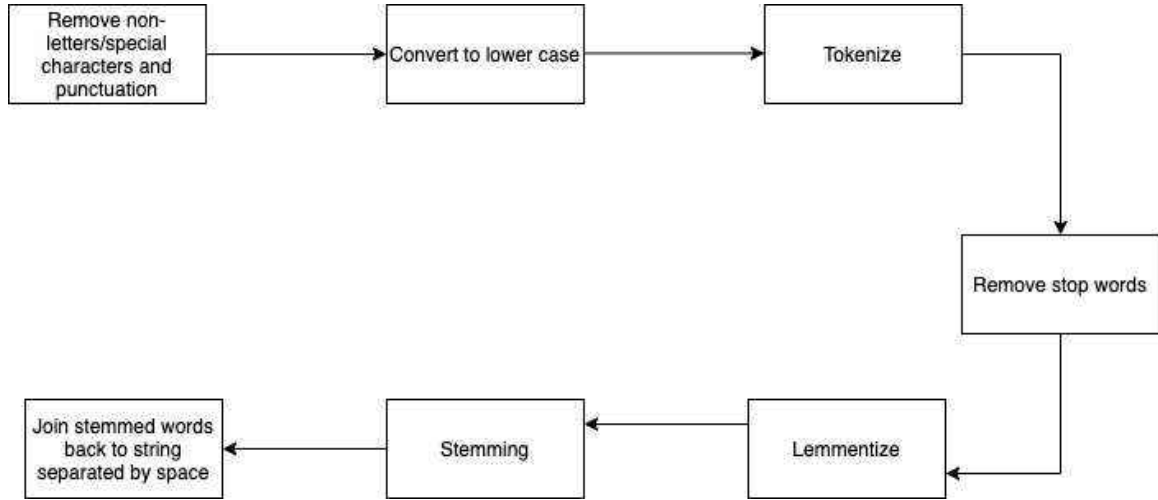 Remove non-
letters/special
characters and
punctuation
Convert to lower case
Tokenize
Remove stop words
Lemmentize
Stemming
Join stemmed words
back to string
separated by space